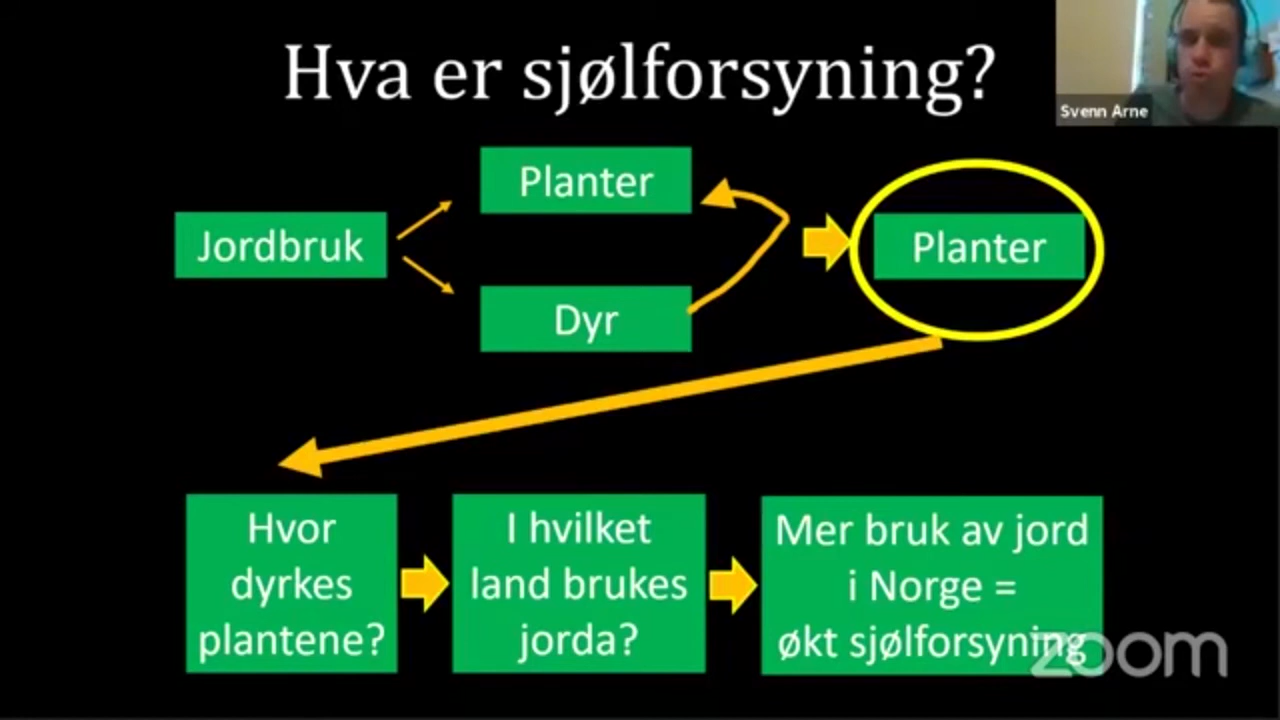 Hva er sjølforsyning?
Svenn Arne
Planter
Jordbruk
Planter
Dyr
Hvor
dyrkes
plantene?
I hvilket
land brukes
jorda?
Mer bruk av jord
i Norge =
økt sjølforsyning
zoom